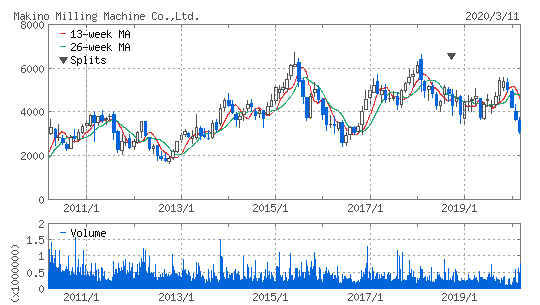 Makino Milling Machine Co.,Ltd. 2020/3/11
8000
13-week MA
26-week MA
Splits
6000
4000
2000
0
2011/1 2013/1 2015/1 2017/1 2019/1
2
Volume
1.5
1
0.5
0
(x1000000)
2011/1 2013/1 2015/1 2017/1 2019/1